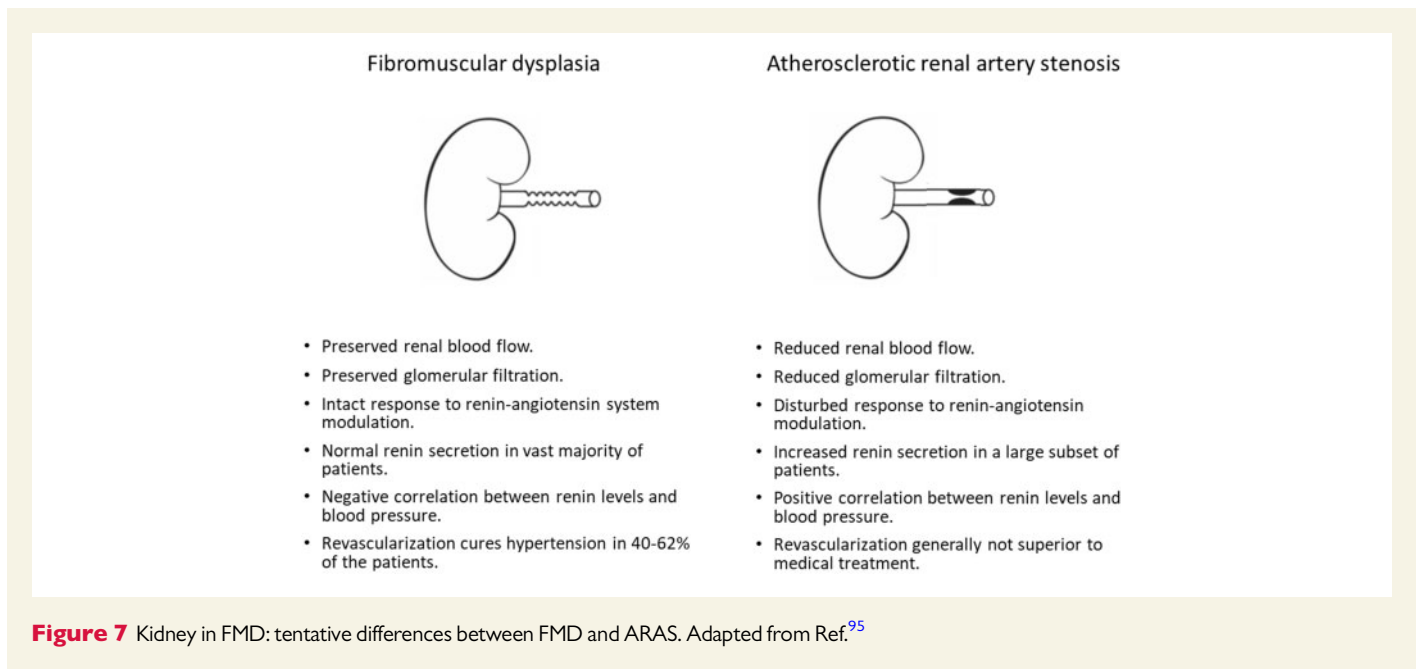 Fibromuscular dysplasia
• Preserved renal blood flow.
• Preserved glomerular filtration.
• Intact response to renin-angiotensin system
modulation.
• Normal renin secretion in vast majority of
patients.
• Negative correlation between renin levels and
blood pressure.
• Revascularization cures hypertension in 40-62%
of the patients.
Atherosclerotic renal artery stenosis
• Reduced renal blood flow.
• Reduced glomerular filtration.
• Disturbed response to renin-angiotensin
modulation.
• Increased renin secretion in a large subset of
patients.
• Positive correlation between renin levels and
blood pressure.
• Revascularization generally not superior to
medical treatment.
Figure 7 Kidney in FMD: tentative differences between FMD and ARAS. Adapted from Ref.95